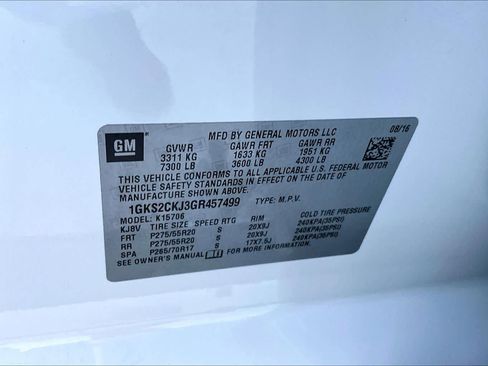 GM
MFD BY GENERAL MOTORS LLC
08/16
GVWR GAWR FRT GAWR RR
3311 KG 1633 KG 1951 KG
7300 LB 3600 LB 4300 LB
THIS VEHICLE CONFORMS TO ALL APPLICABLE U.S. FEDERAL MOTOR
VEHICLE SAFETY STANDARDS IN EFFECT ON THE DATE OF
MANUFACTURE SHOWN ABOVE.
1GKS2CKJ3GR457499 TYPE: M.P.V.
MODEL: K15706
KJ8V TIRE SIZE SPEED RTG RIM COLD TIRE PRESSURE
FRT P275/55R20 S 20X9J 240KPA(35PSI)
RR P275/55R20 S 20X9J 240KPA(35PSI)
SPA P265/70R17 S 17X7.5J 240KPA(35PSI)
SEE OWNER'S MANUAL